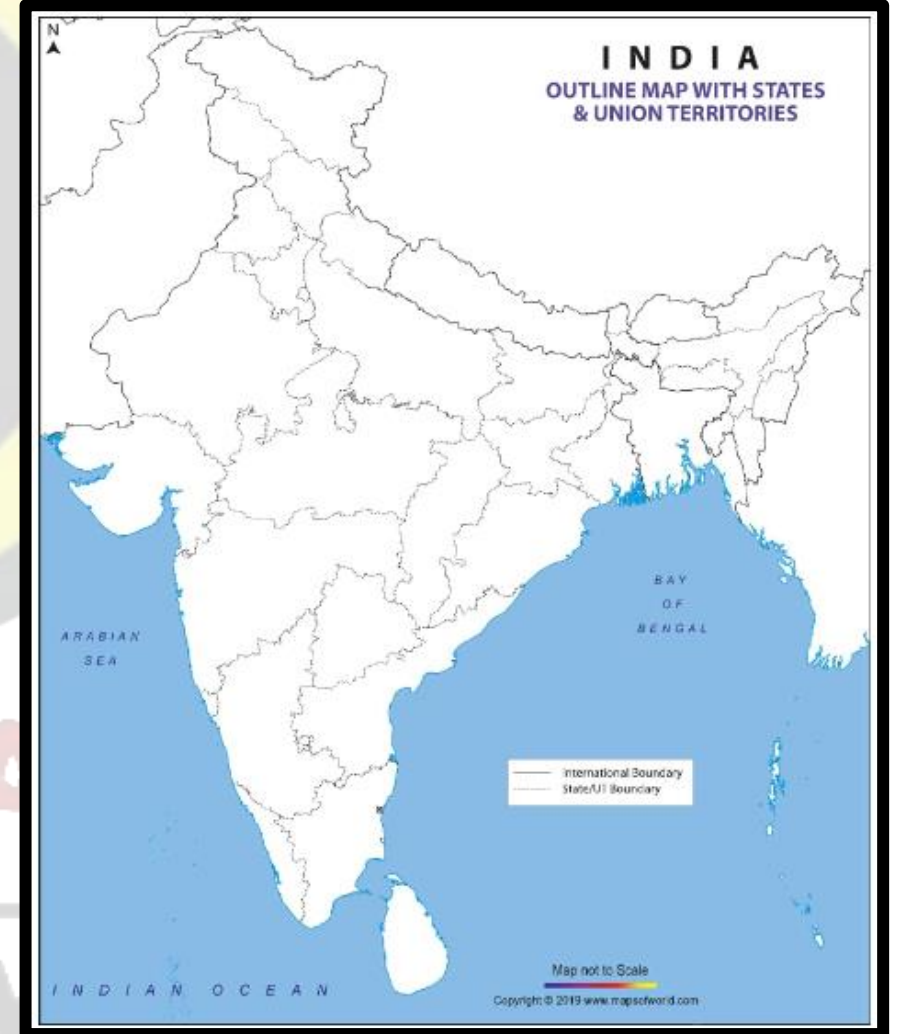 N
I N D I A
OUTLINE MAP WITH STATES
& UNION TERRITORIES
BAY
OF
BENGAL
ARABIAN
SEA
International Boundary
State/UT Boundary
Map not to Scale
Copyright © 2019 www.mapsofworld.com
I N D I A N O C E A N